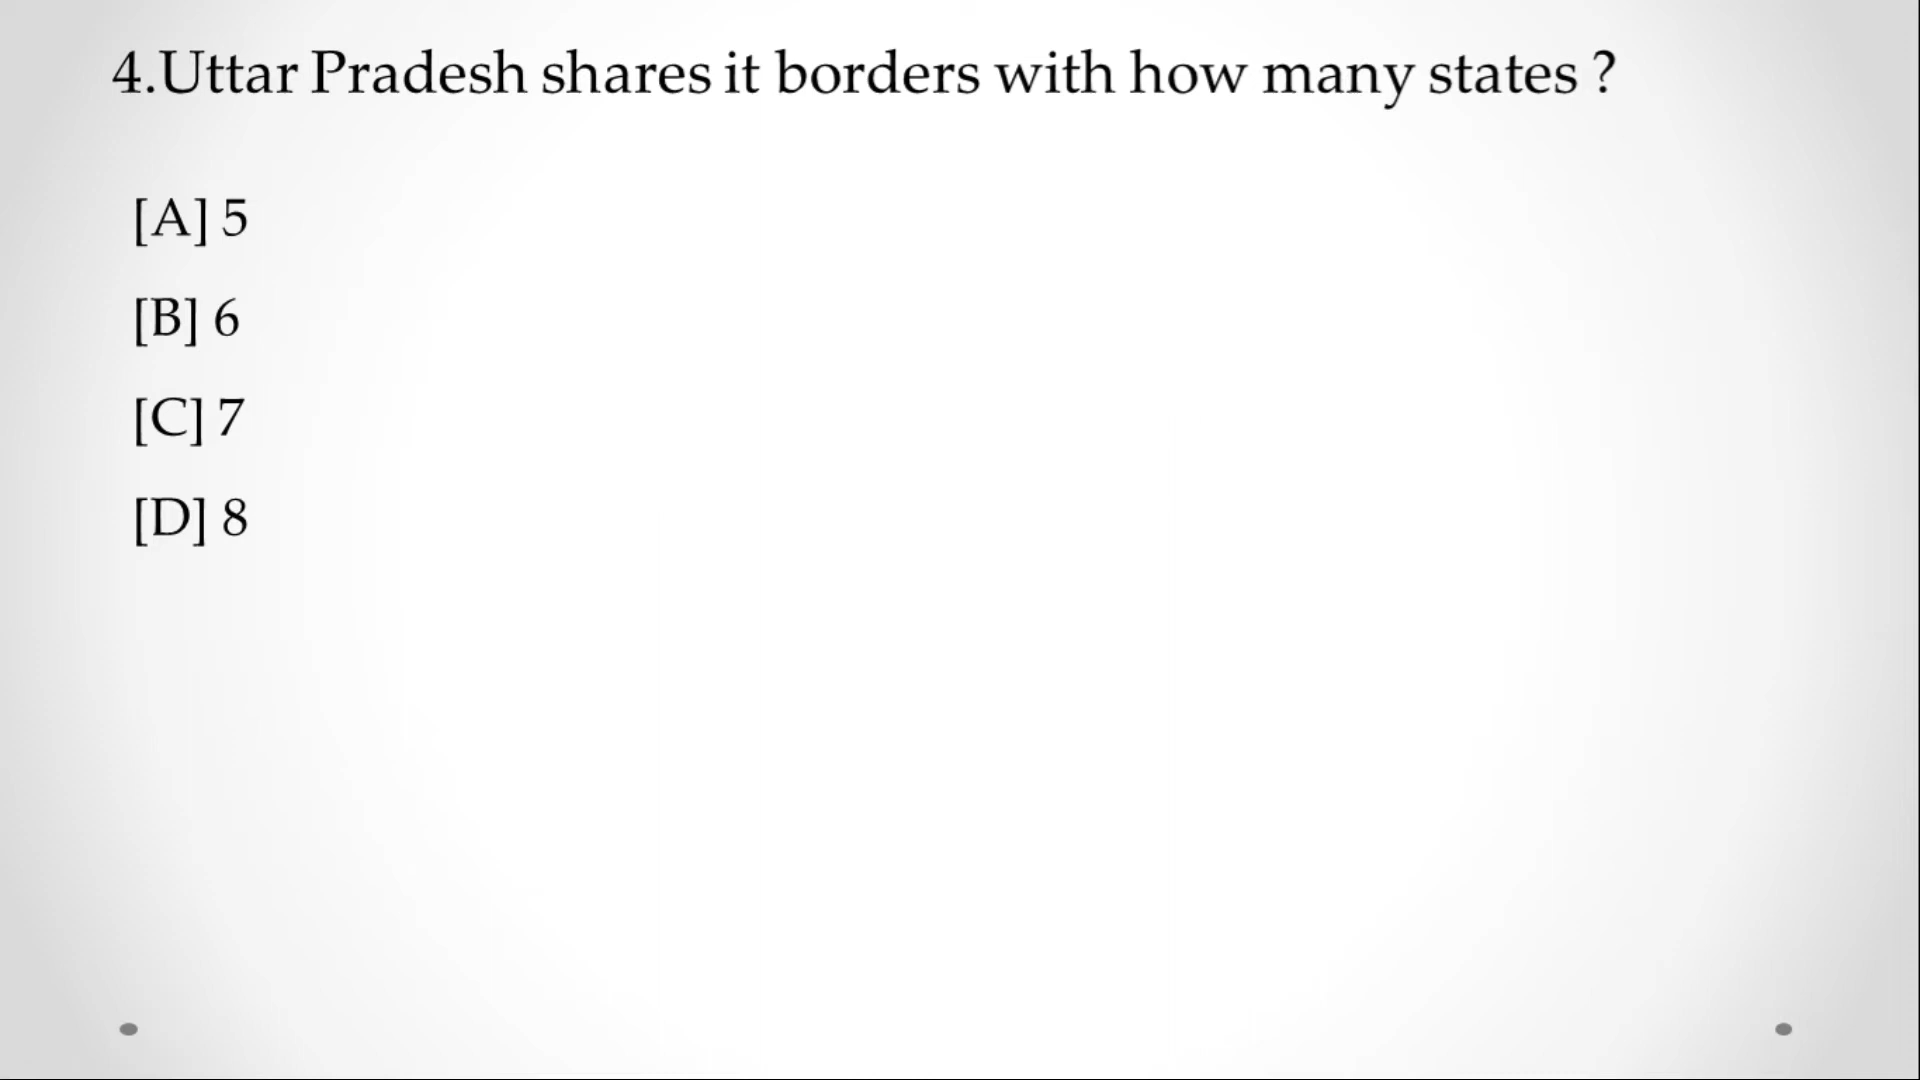 4.Uttar Pradesh shares it borders with how many states ?
[A] 5
[B] 6
[C] 7
[D] 8